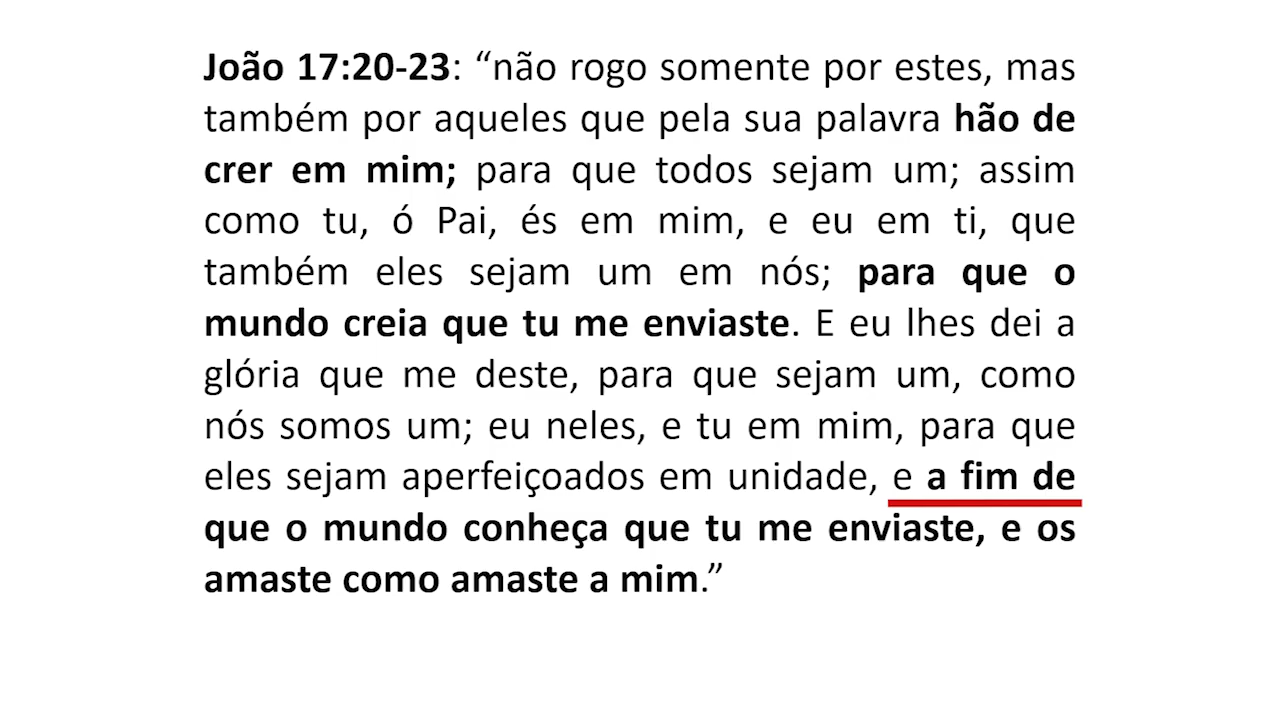 João 17:20-23: “não rogo somente por estes, mas
também por aqueles que pela sua palavra hão de
crer em mim; para que todos sejam um; assim
como tu, ó Pai, és em mim, e eu em ti, que
também eles sejam um em nós; para que o
mundo creia que tu me enviaste. E eu lhes dei a
glória que me deste, para que sejam um, como
nós somos um; eu neles, e tu em mim, para que
eles sejam aperfeiçoados em unidade, e a fim de
que o mundo conheça que tu me enviaste, e os
amaste como amaste a mim.”